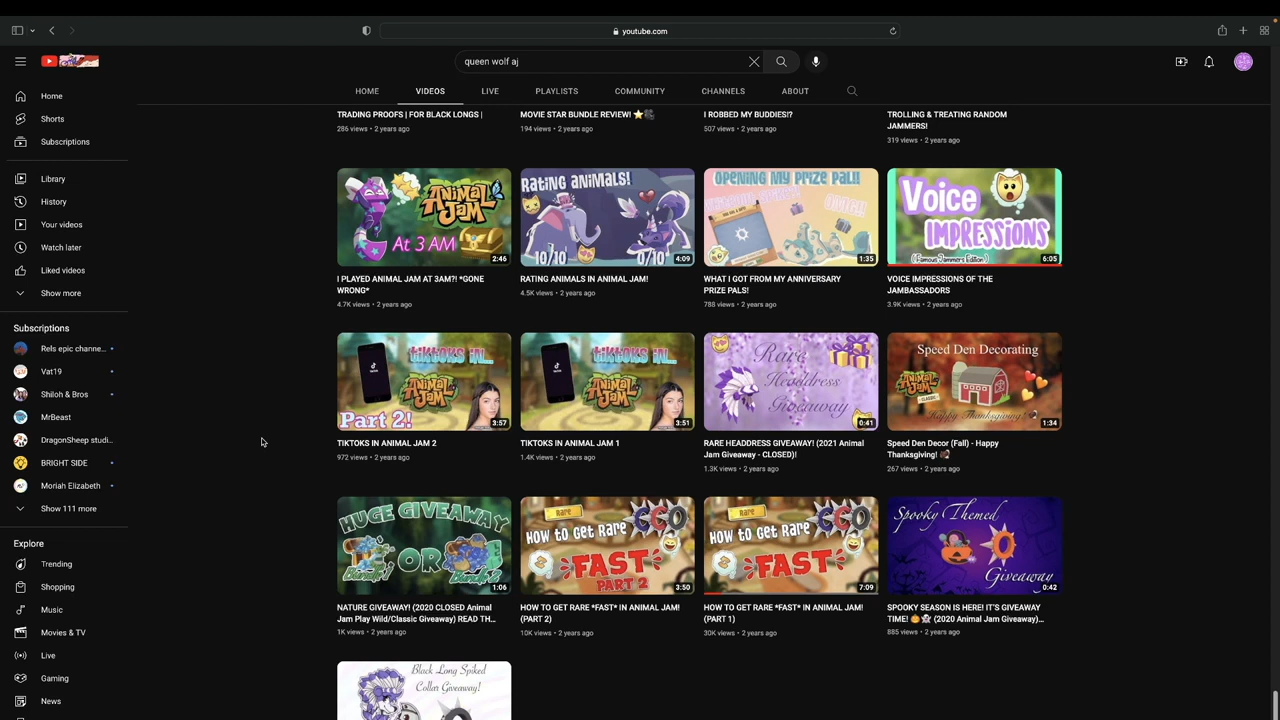 youtube.com
queen wolf aj
HOME VIDEOS LIVE PLAYLISTS COMMUNITY CHANNELS ABOUT
Home
Shorts
Subscriptions
Library
History
Your videos
Watch later
Liked videos
Show more
Subscriptions
Rels epic channe...
Vat19
Shiloh & Bros
MrBeast
DragonSheep studi...
BRIGHT SIDE
Moriah Elizabeth
Show 111 more
Explore
Trending
Shopping
Music
Movies & TV
Live
Gaming
News
TRADING PROOFS | FOR BLACK LONGS |
286 views • 2 years ago
MOVIE STAR BUNDLE REVIEW! ⭐
194 views • 2 years ago
I ROBBED MY BUDDIES!?
507 views • 2 years ago
TROLLING & TREATING RANDOM
JAMMERS!
319 views • 2 years ago
ANIMAL JAM
At 3 AM
2:46
I PLAYED ANIMAL JAM AT 3AM?! *GONE
WRONG*
4.7K views • 2 years ago
RATING ANIMALS!
10/10
0/10
4:09
RATING ANIMALS IN ANIMAL JAM!
4.5K views • 2 years ago
OPENING MY PRIZE PAL!!
1:35
WHAT I GOT FROM MY ANNIVERSARY
PRIZE PALS!
788 views • 2 years ago
Voice
IMPRESSIONS
(Famous Jammers Edition)
6:05
VOICE IMPRESSIONS OF THE
JAMBASSADORS
3.9K views • 2 years ago
TIKTOKS IN...
ANIMAL JAM
Part 2!
3:57
TIKTOKS IN ANIMAL JAM 2
972 views • 2 years ago
TIKTOKS IN...
ANIMAL JAM
3:51
TIKTOKS IN ANIMAL JAM 1
1.4K views • 2 years ago
Rare
Headdress
Giveaway
0:41
RARE HEADDRESS GIVEAWAY! (2021 Animal
Jam Giveaway - CLOSED)!
1.3K views • 2 years ago
Speed Den Decorating
ANIMAL JAM
CLASSIC
Happy Thanksgiving!
1:34
Speed Den Decor (Fall) - Happy
Thanksgiving! 🦃
267 views • 2 years ago
HUGE GIVEAWAY
OR
1:06
NATURE GIVEAWAY! (2020 CLOSED Animal
Jam Play Wild/Classic Giveaway) READ TH...
1K views • 2 years ago
Rare
HOW TO GET RARE
FAST
PART 2
3:50
HOW TO GET RARE *FAST* IN ANIMAL JAM!
(PART 2)
10K views • 2 years ago
Rare
HOW TO GET RARE
FAST
7:09
HOW TO GET RARE *FAST* IN ANIMAL JAM!
(PART 1)
30K views • 2 years ago
Spooky Themed
Giveaway
0:42
SPOOKY SEASON IS HERE! IT'S GIVEAWAY
TIME! 🎃👻 (2020 Animal Jam Giveaway)...
885 views • 2 years ago
Black Long Spiked
Collar Giveaway!